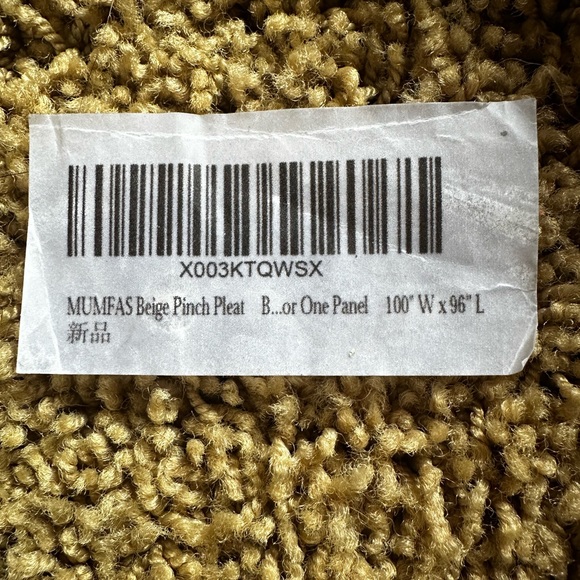 X003KTQWSX
MUMFAS Beige Pinch Pleat B...or One Panel 100" W x 96" L
新品